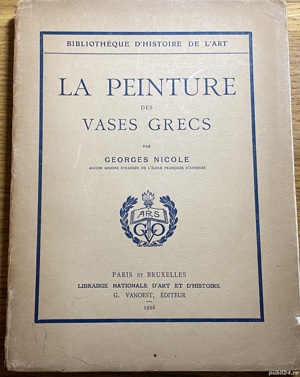 BIBLIOTHÈQUE D'HISTOIRE DE L'ART
LA PEINTURE
DES
VASES GRECS
PAR
GEORGES NICOLE
ANCIEN MEMBRE ÉTRANGER DE L'ÉCOLE FRANÇAISE D'ATHÈNES
ARS
PARIS ET BRUXELLES
LIBRAIRIE NATIONALE D'ART ET D'HISTOIRE
G. VANOEST, ÉDITEUR
1926
publi24.ro